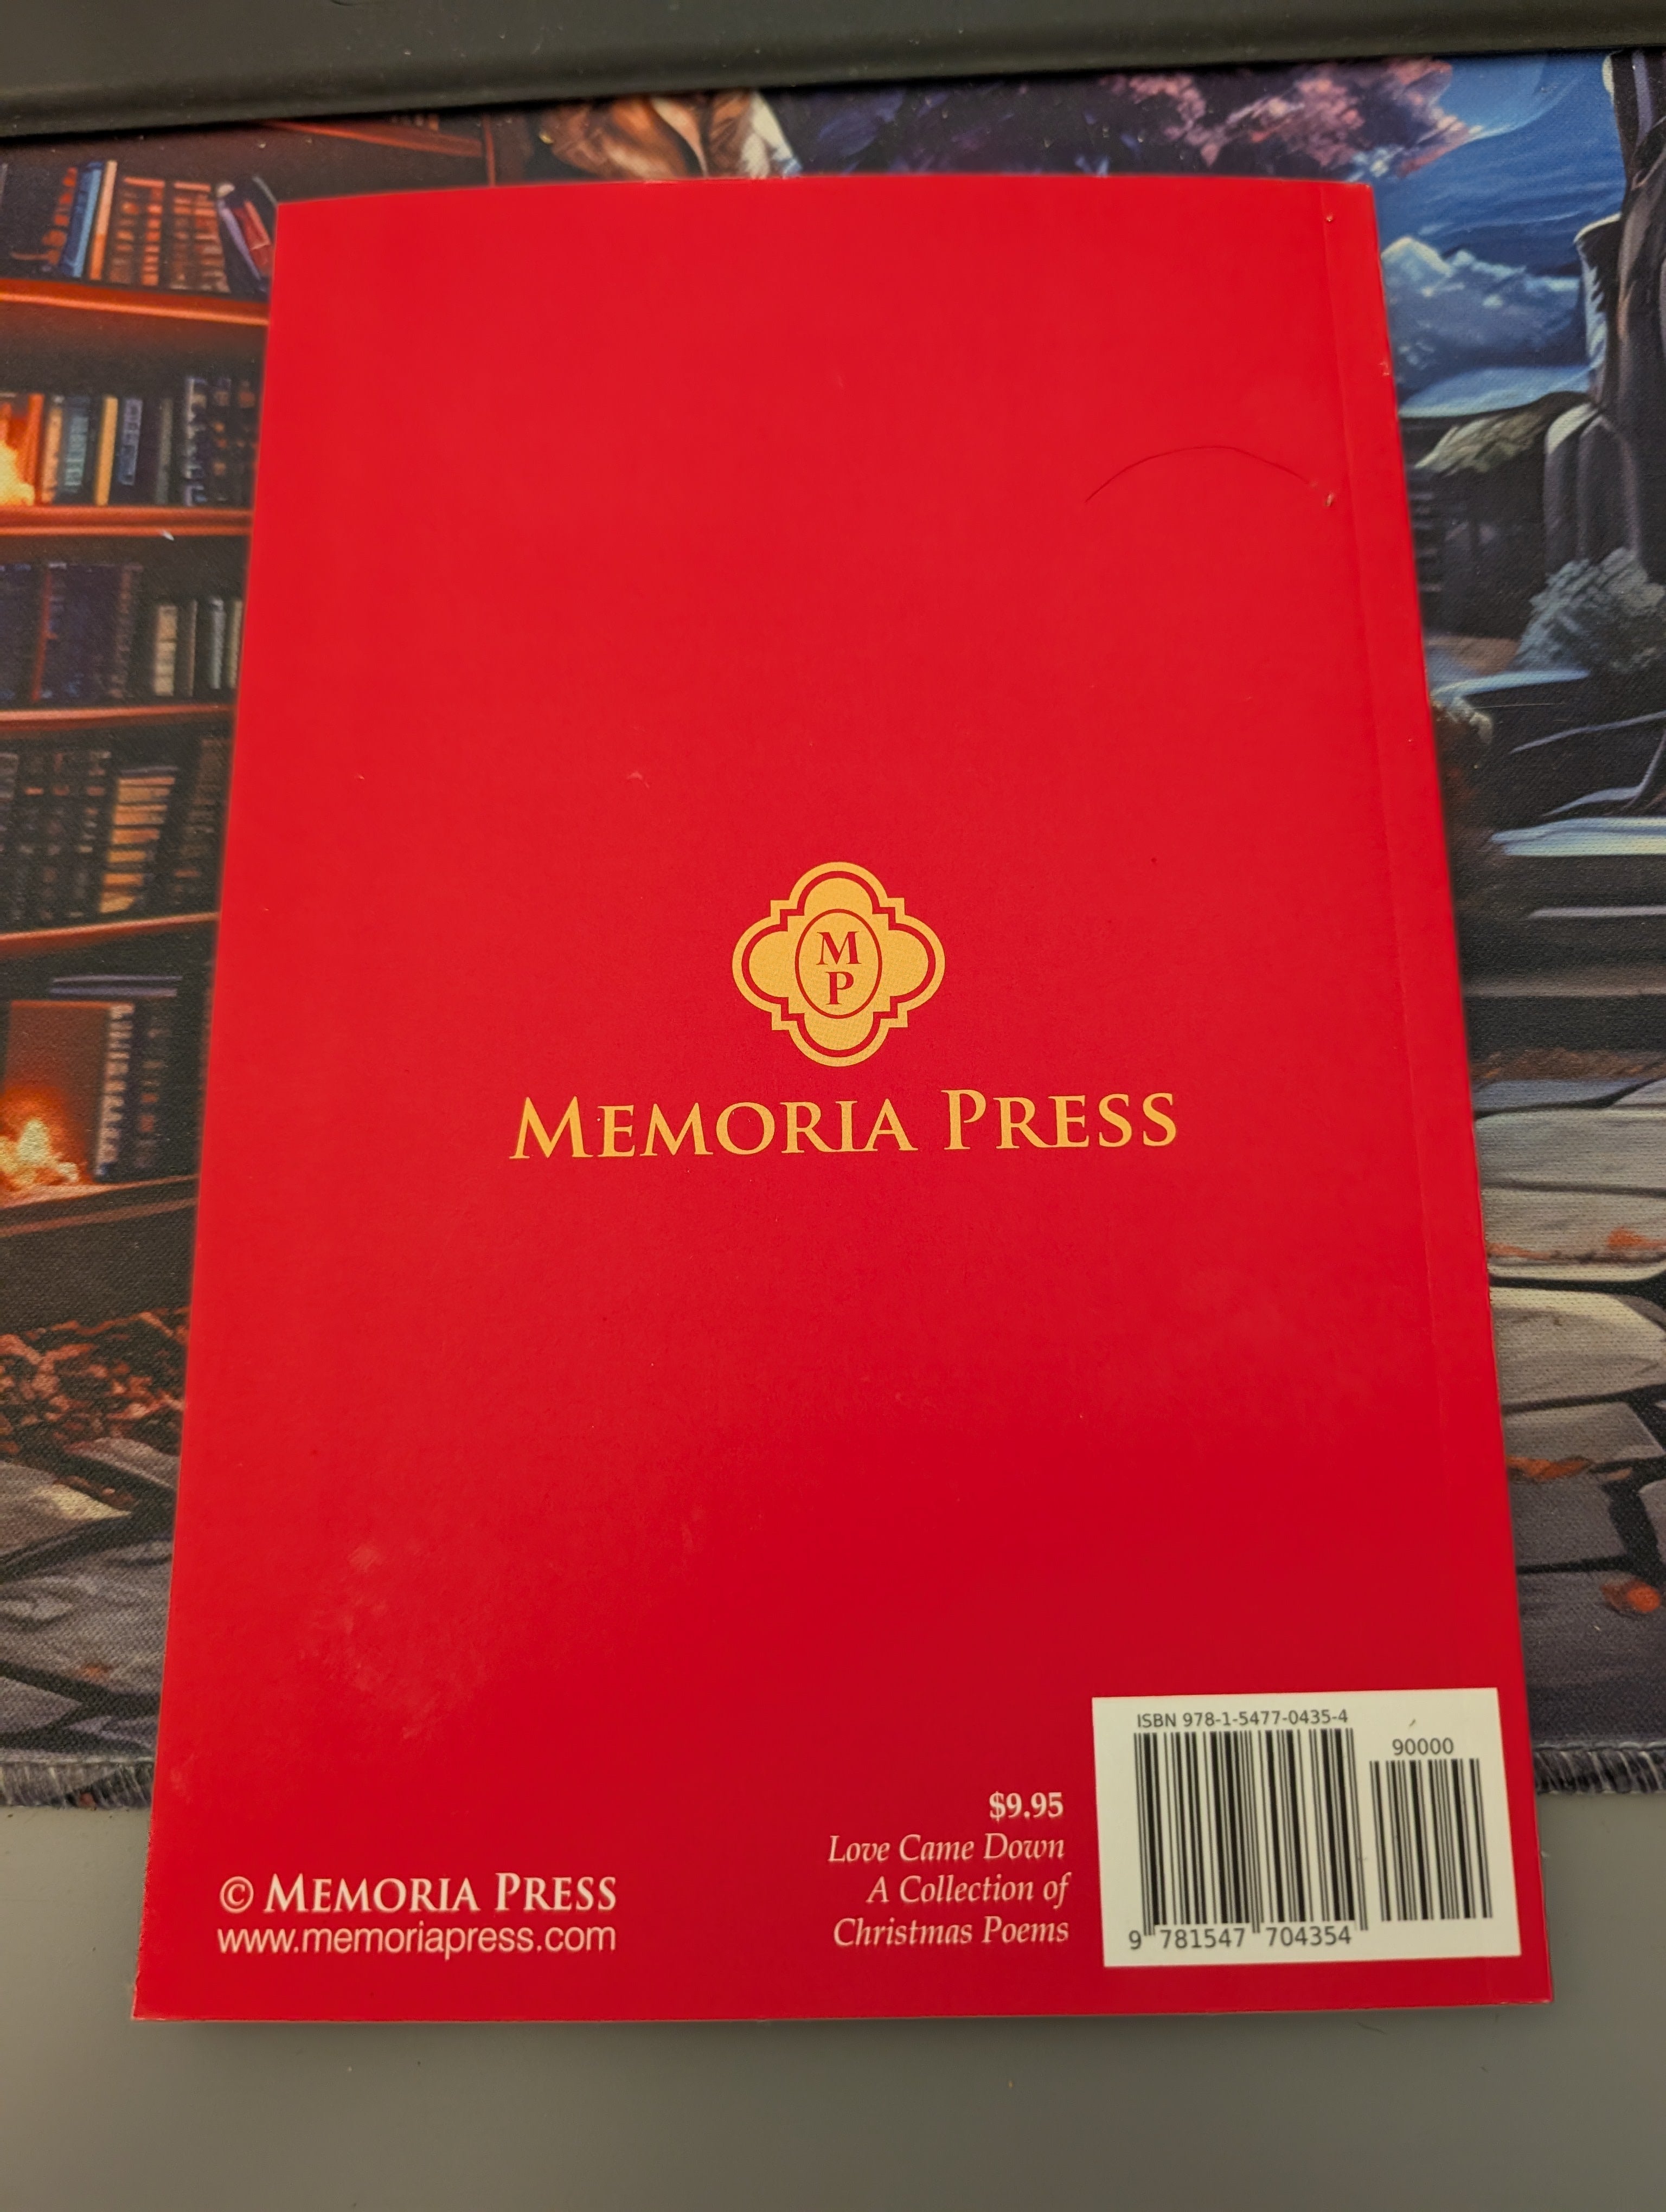 M
P
MEMORIA PRESS
ISBN 978-1-5477-0435-4
90000
9 781547 704354
$9.95
Love Came Down
A Collection of
Christmas Poems
© MEMORIA PRESS
www.memoriapress.com